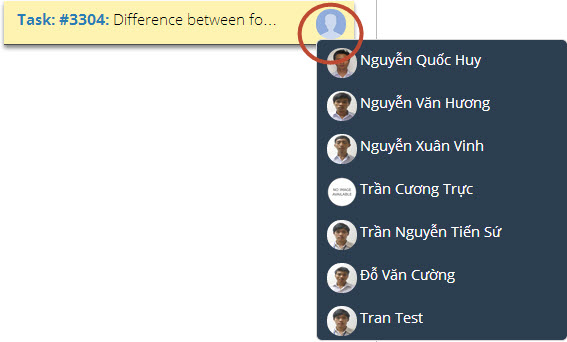 Task: #3304: Difference between fo...
Nguyễn Quốc Huy
Nguyễn Văn Hương
Nguyễn Xuân Vinh
NO IMAGE
AVAILABLE
Trần Cương Trực
Trần Nguyễn Tiến Sứ
Đỗ Văn Cường
Tran Test